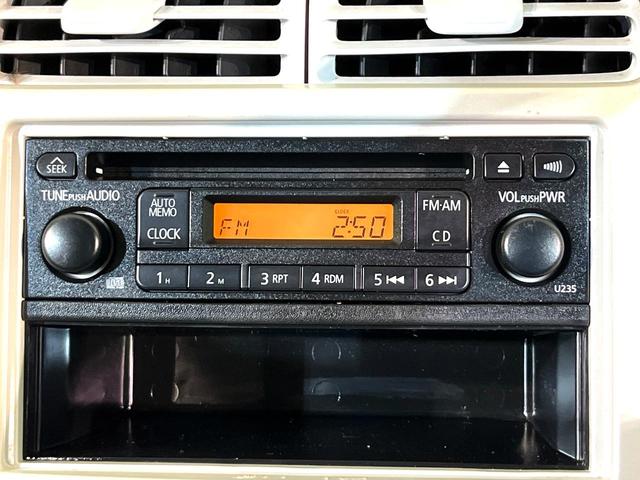 SEEK
TUNE PUSH AUDIO
AUTO
MEMO
CLOCK
FM
CLOCK
2:50
FM·AM
CD
VOL PUSH PWR
1 H
2 M
3 RPT
4 RDM
5
6
U235